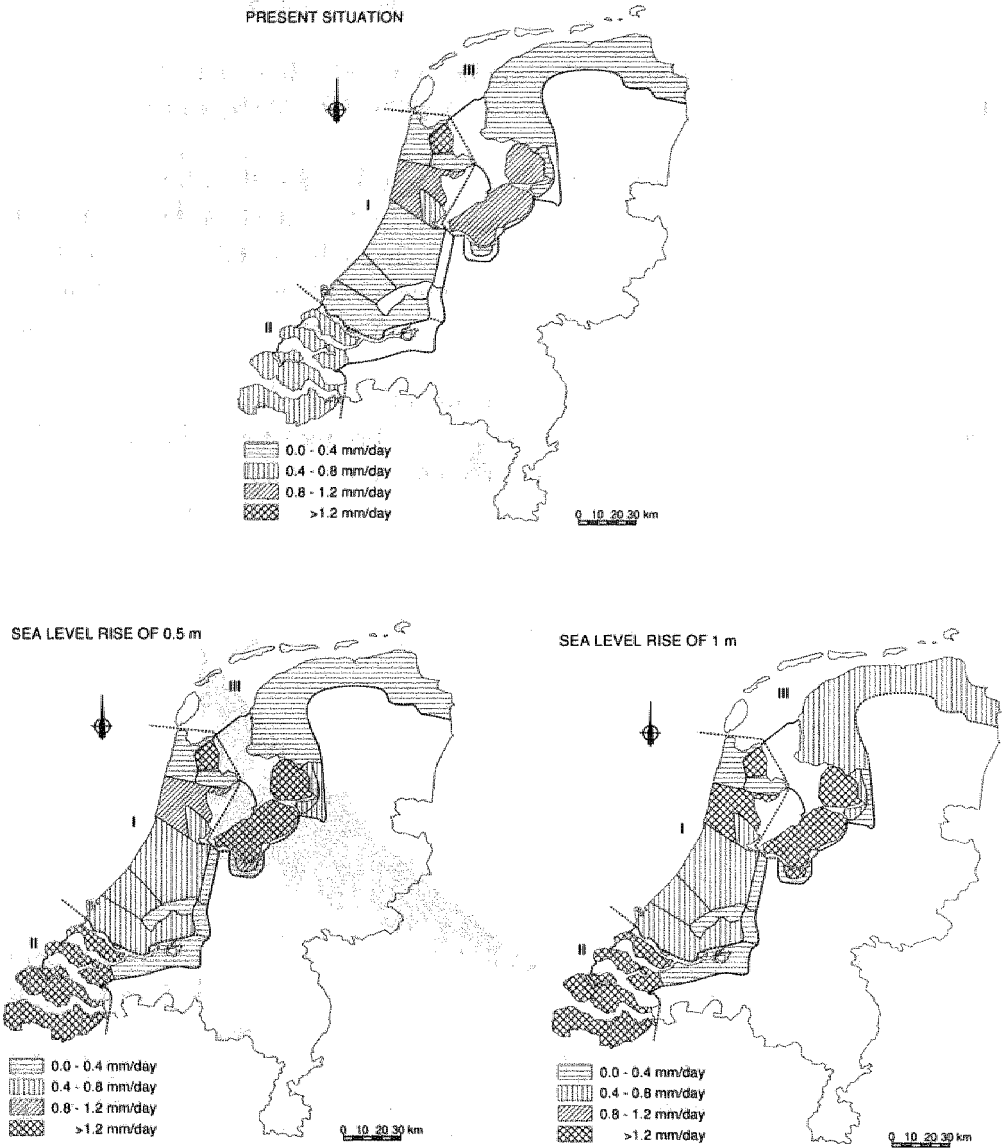 PRESENT SITUATION
III
I
II
0.0 - 0.4 mm/day
0.4 - 0.8 mm/day
0.8 - 1.2 mm/day
>1.2 mm/day
0 10 20 30 km
SEA LEVEL RISE OF 0.5 m
III
I
II
0.0 - 0.4 mm/day
0.4 - 0.8 mm/day
0.8 - 1.2 mm/day
>1.2 mm/day
0 10 20 30 km
SEA LEVEL RISE OF 1 m
III
I
II
0.0 - 0.4 mm/day
0.4 - 0.8 mm/day
0.8 - 1.2 mm/day
>1.2 mm/day
0 10 20 30 km